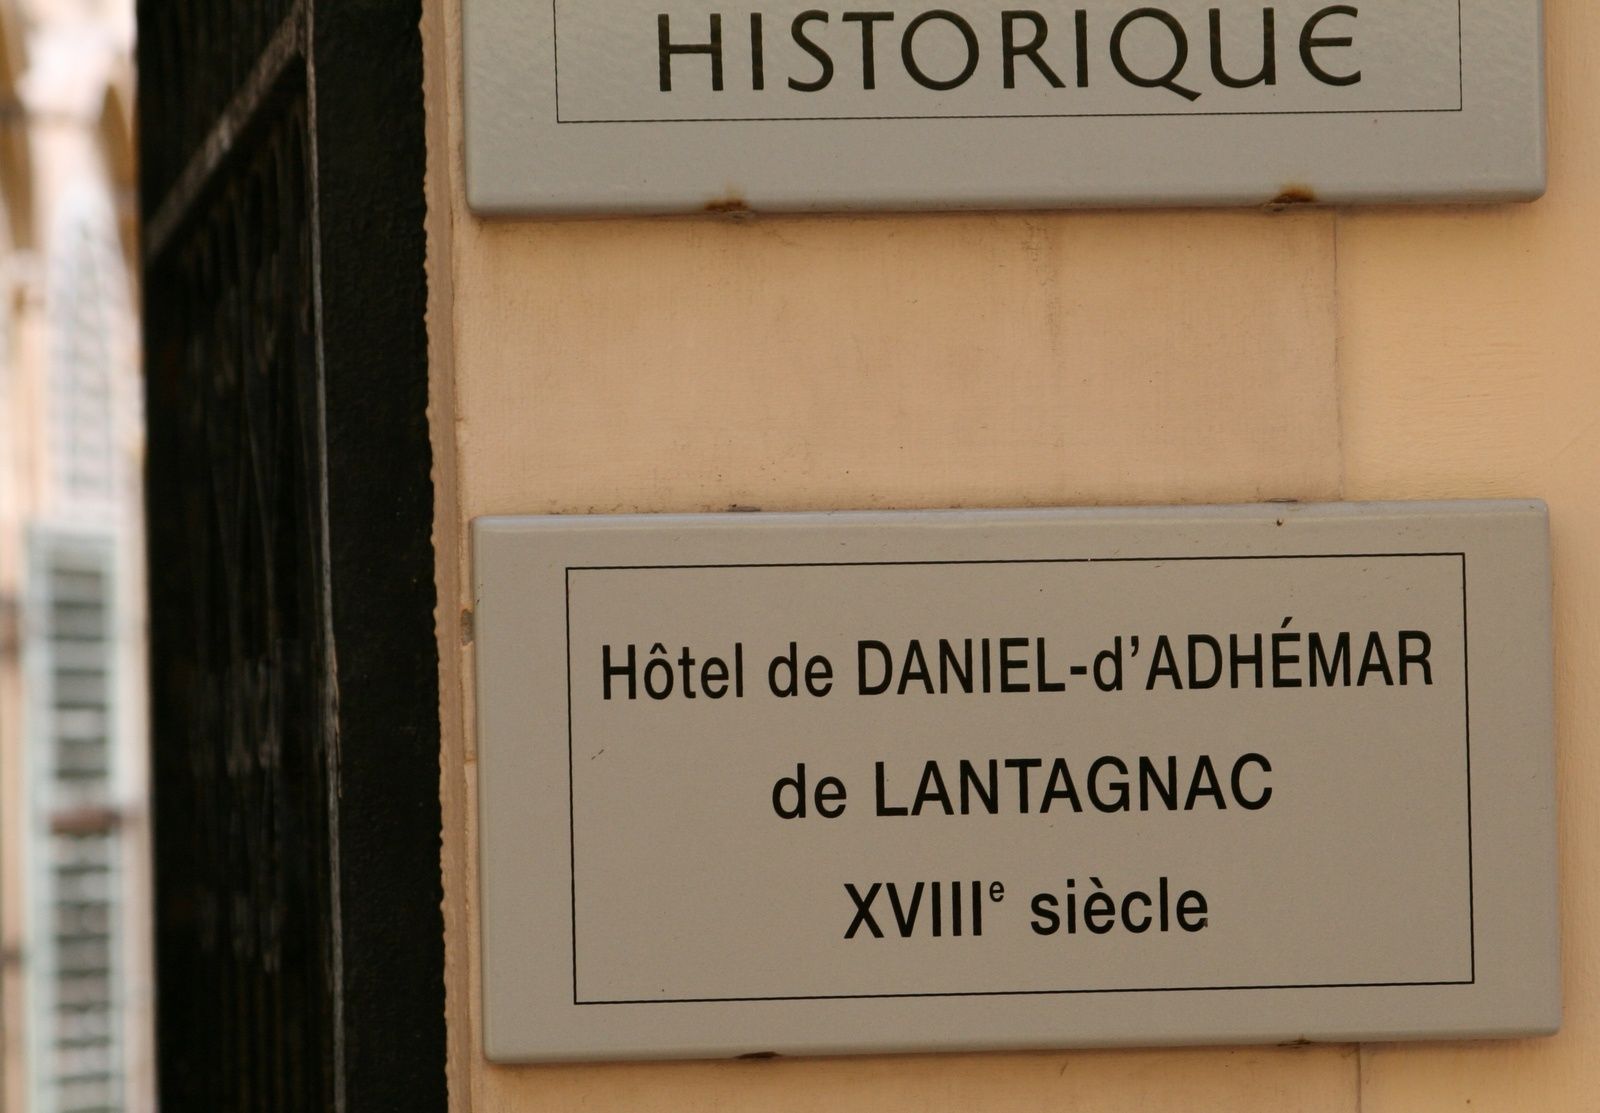 HISTORIQUE
Hôtel de DANIEL-d'ADHÉMAR
de LANTAGNAC
XVIIIᵉ siècle